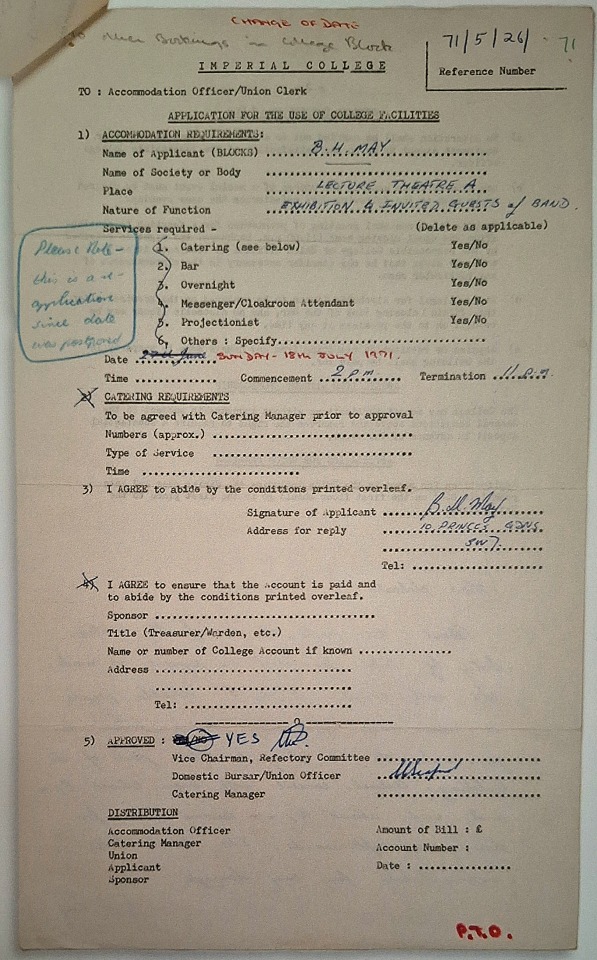 CHANGE OF DATE
No other Bookings in College Block
71/5/26/ 71
Reference Number
IMPERIAL COLLEGE
TO : Accommodation Officer/Union Clerk
APPLICATION FOR THE USE OF COLLEGE FACILITIES
1) ACCOMMODATION REQUIREMENTS:
Name of Applicant (BLOCKS) B.H. MAY
Name of Society or Body
Place LECTURE THEATRE A
Nature of Function EXHIBITION & INVITED GUESTS of BAND.
Services required - (Delete as applicable)
Please Note -
this is a re-
application
since date
was postponed
1. Catering (see below) Yes/No
2. Bar Yes/No
3. Overnight Yes/No
4. Messenger/Cloakroom Attendant Yes/No
5. Projectionist Yes/No
6. Others : Specify
Date 27th June SUNDAY - 18TH JULY 1971.
Time Commencement 2 pm Termination 11 p.m.
2) CATERING REQUIREMENTS
To be agreed with Catering Manager prior to approval
Numbers (approx.)
Type of Service
Time
3) I AGREE to abide by the conditions printed overleaf.
Signature of Applicant B.H. May
Address for reply 10 PRINCES GDNS
SW7.
Tel:
4) I AGREE to ensure that the Account is paid and
to abide by the conditions printed overleaf.
Sponsor
Title (Treasurer/Warden, etc.)
Name or number of College Account if known
Address
Tel:
5) APPROVED : YES
Vice Chairman, Refectory Committee
Domestic Bursar/Union Officer
Catering Manager
DISTRIBUTION
Accommodation Officer Amount of Bill : £
Catering Manager Account Number :
Union
Applicant Date :
Sponsor
P.T.O.